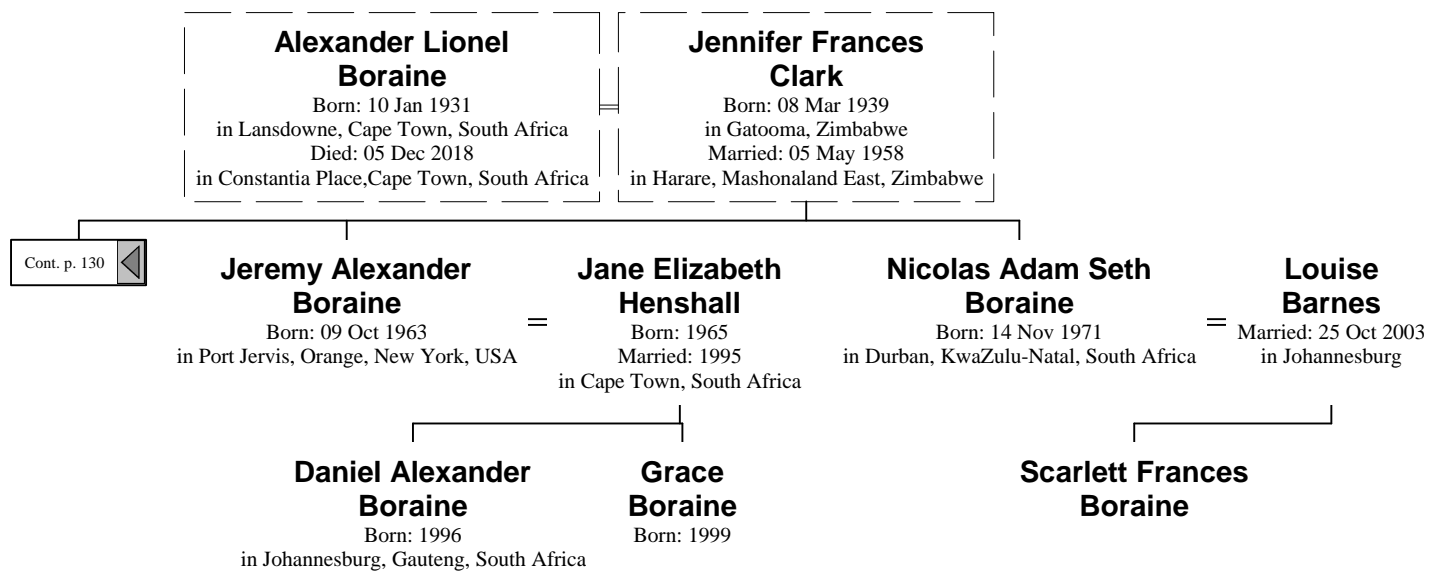 Alexander Lionel
Boraine
Born: 10 Jan 1931
in Lansdowne, Cape Town, South Africa
Died: 05 Dec 2018
in Constantia Place,Cape Town, South Africa
=
Jennifer Frances
Clark
Born: 08 Mar 1939
in Gatooma, Zimbabwe
Married: 05 May 1958
in Harare, Mashonaland East, Zimbabwe
Cont. p. 130
Jeremy Alexander
Boraine
Born: 09 Oct 1963
in Port Jervis, Orange, New York, USA
=
Jane Elizabeth
Henshall
Born: 1965
Married: 1995
in Cape Town, South Africa
Nicolas Adam Seth
Boraine
Born: 14 Nov 1971
in Durban, KwaZulu-Natal, South Africa
=
Louise
Barnes
Married: 25 Oct 2003
in Johannesburg
Daniel Alexander
Boraine
Born: 1996
in Johannesburg, Gauteng, South Africa
Grace
Boraine
Born: 1999
Scarlett Frances
Boraine